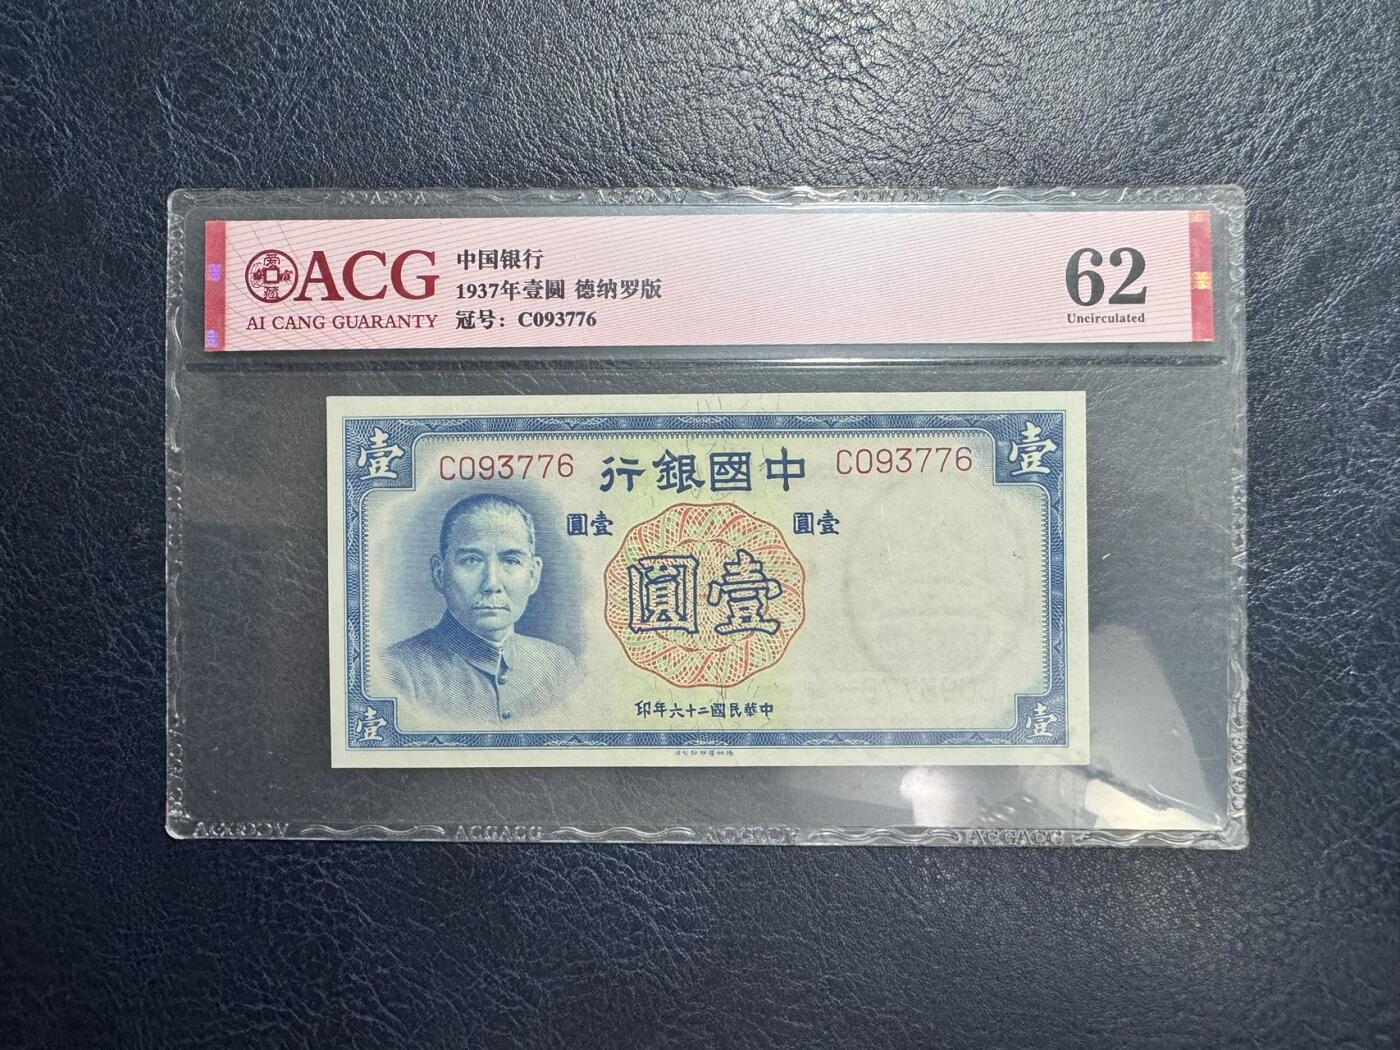 ACG
AI CANG GUARANTY
中国银行
1937年壹圆 德纳罗版
冠号：C093776
62
Uncirculated
壹
壹
C093776
行銀國中
C093776
圓壹
圓壹
圓壹
印年六十二國民華中
壹
壹
ACGACG
ACGACG